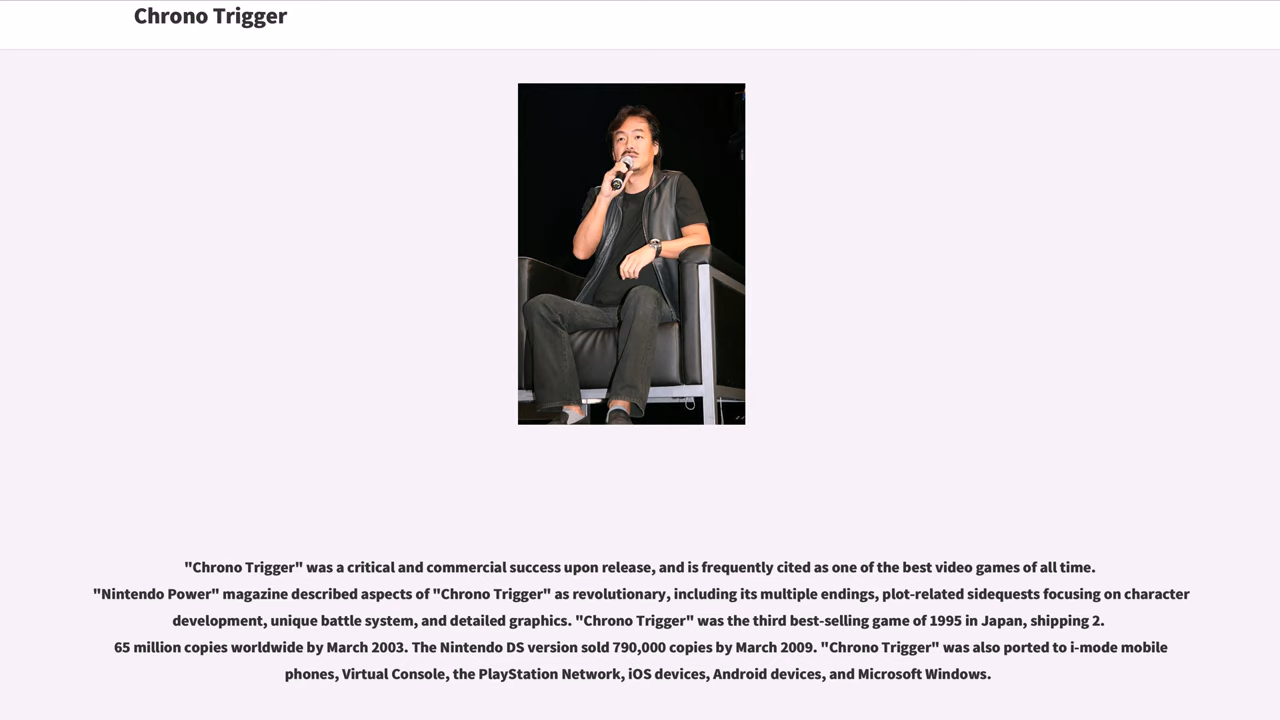 Chrono Trigger
"Chrono Trigger" was a critical and commercial success upon release, and is frequently cited as one of the best video games of all time.
"Nintendo Power" magazine described aspects of "Chrono Trigger" as revolutionary, including its multiple endings, plot-related sidequests focusing on character
development, unique battle system, and detailed graphics. "Chrono Trigger" was the third best-selling game of 1995 in Japan, shipping 2.
65 million copies worldwide by March 2003. The Nintendo DS version sold 790,000 copies by March 2009. "Chrono Trigger" was also ported to i-mode mobile
phones, Virtual Console, the PlayStation Network, iOS devices, Android devices, and Microsoft Windows.